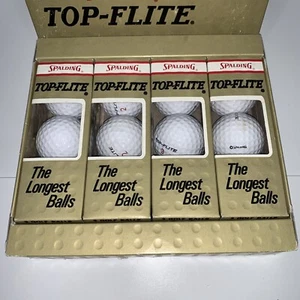 TOP-FLITE®
SPALDING SPALDING SPALDING SPALDING
TOP-FLITE TOP-FLITE TOP-FLITE TOP-FLITE
The The The The
Longest Longest Longest Longest
Balls Balls Balls Balls